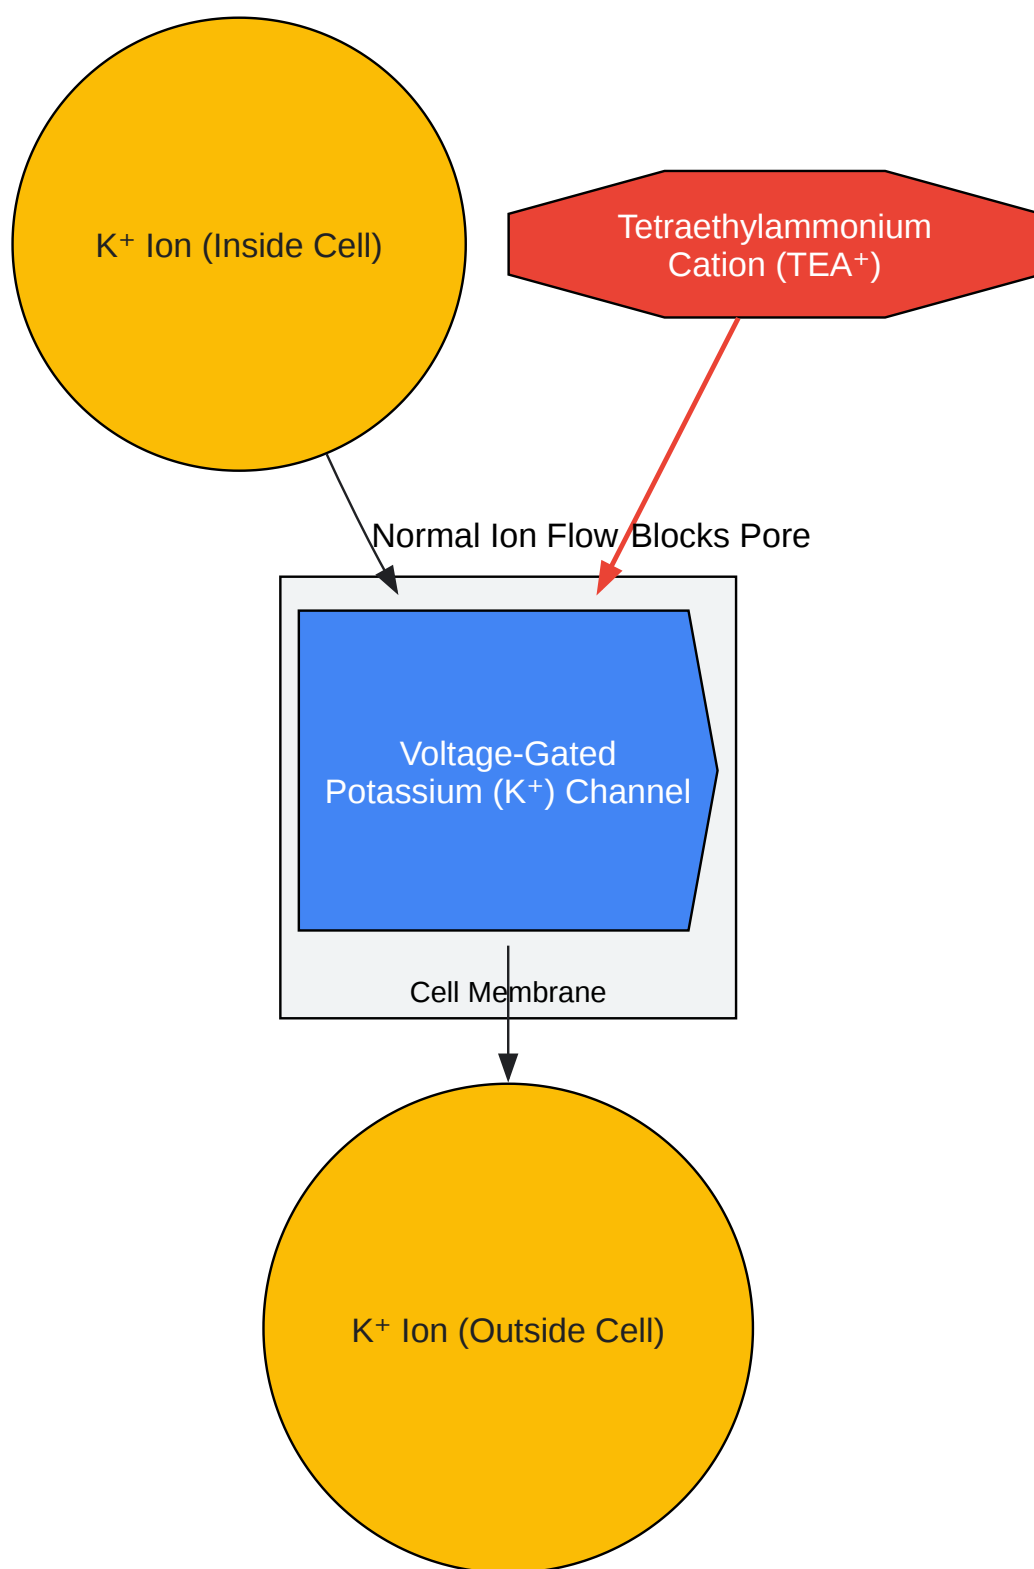 K⁺ Ion (Inside Cell)
Tetraethylammonium
Cation (TEA⁺)
Normal Ion Flow
Blocks Pore
Voltage-Gated
Potassium (K⁺) Channel
Cell Membrane
K⁺ Ion (Outside Cell)